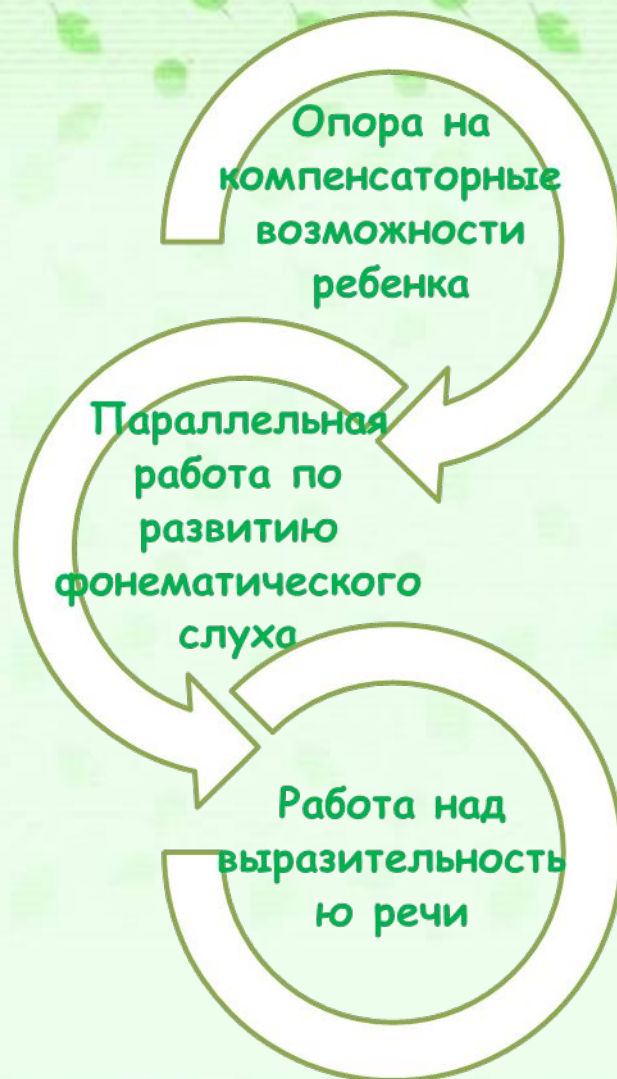 Опора на
компенсаторные
возможности
ребенка
Параллельная
работа по
развитию
фонематического
слуха
Работа над
выразительность
ю речи